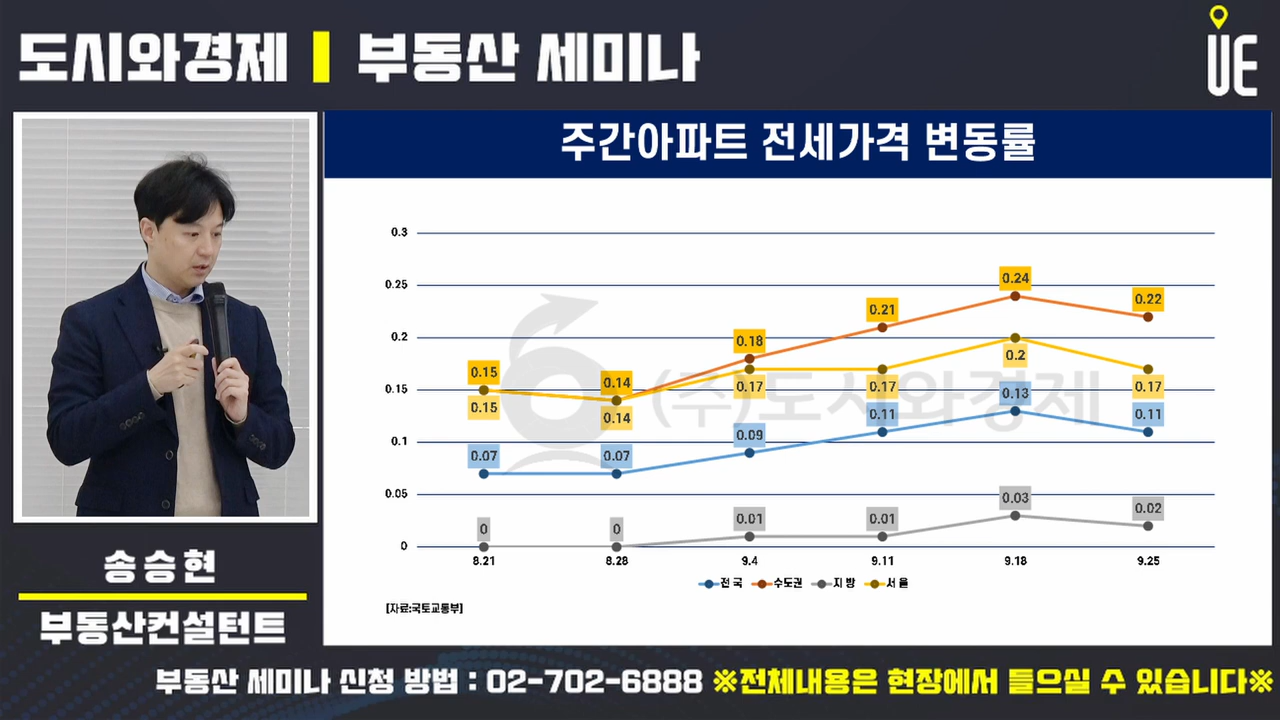 도시와경제 | 부동산 세미나
UE
주간아파트 전세가격 변동률
0.3
0.25
0.2
0.15
0.1
0.05
0
0.15 0.14 0.18 0.21 0.24 0.22
0.15 0.14 0.17 0.17 0.2 0.17
0.07 0.07 0.09 0.11 0.13 0.11
0 0 0.01 0.01 0.03 0.02
(주)도시와경제
8.21 8.28 9.4 9.11 9.18 9.25
전국 수도권 지방 서울
[자료:국토교통부]
송승현
부동산컨설턴트
부동산 세미나 신청 방법 : 02-702-6888 ※전체내용은 현장에서 들으실 수 있습니다※